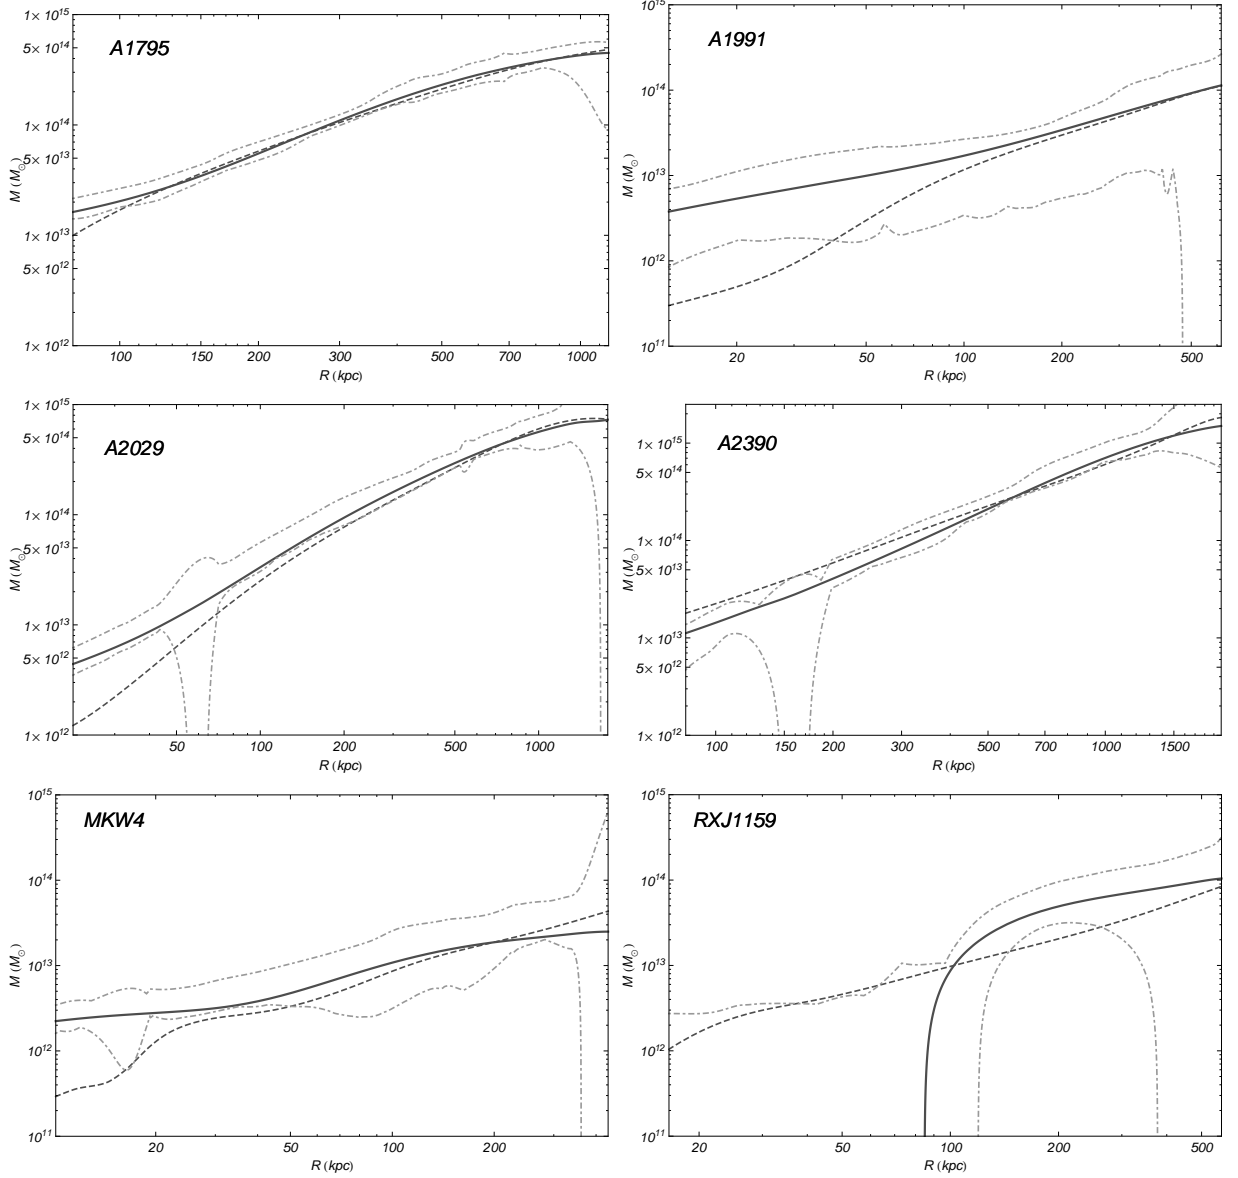 A1795
1× 10^15
5× 10^14
1× 10^14
5× 10^13
1× 10^13
5× 10^12
1× 10^12
M (M⊙)
100 150 200 300 500 700 1000
R (kpc)
A1991
10^15
10^14
10^13
10^12
10^11
M (M⊙)
20 50 100 200 500
R (kpc)
A2029
1× 10^15
5× 10^14
1× 10^14
5× 10^13
1× 10^13
5× 10^12
1× 10^12
M (M⊙)
50 100 200 500 1000
R (kpc)
A2390
1× 10^15
5× 10^14
1× 10^14
5× 10^13
1× 10^13
5× 10^12
1× 10^12
M (M⊙)
100 150 200 300 500 700 1000 1500
R (kpc)
MKW4
10^15
10^14
10^13
10^12
10^11
M (M⊙)
20 50 100 200
R (kpc)
RXJ1159
10^15
10^14
10^13
10^12
10^11
M (M⊙)
20 50 100 200 500
R (kpc)